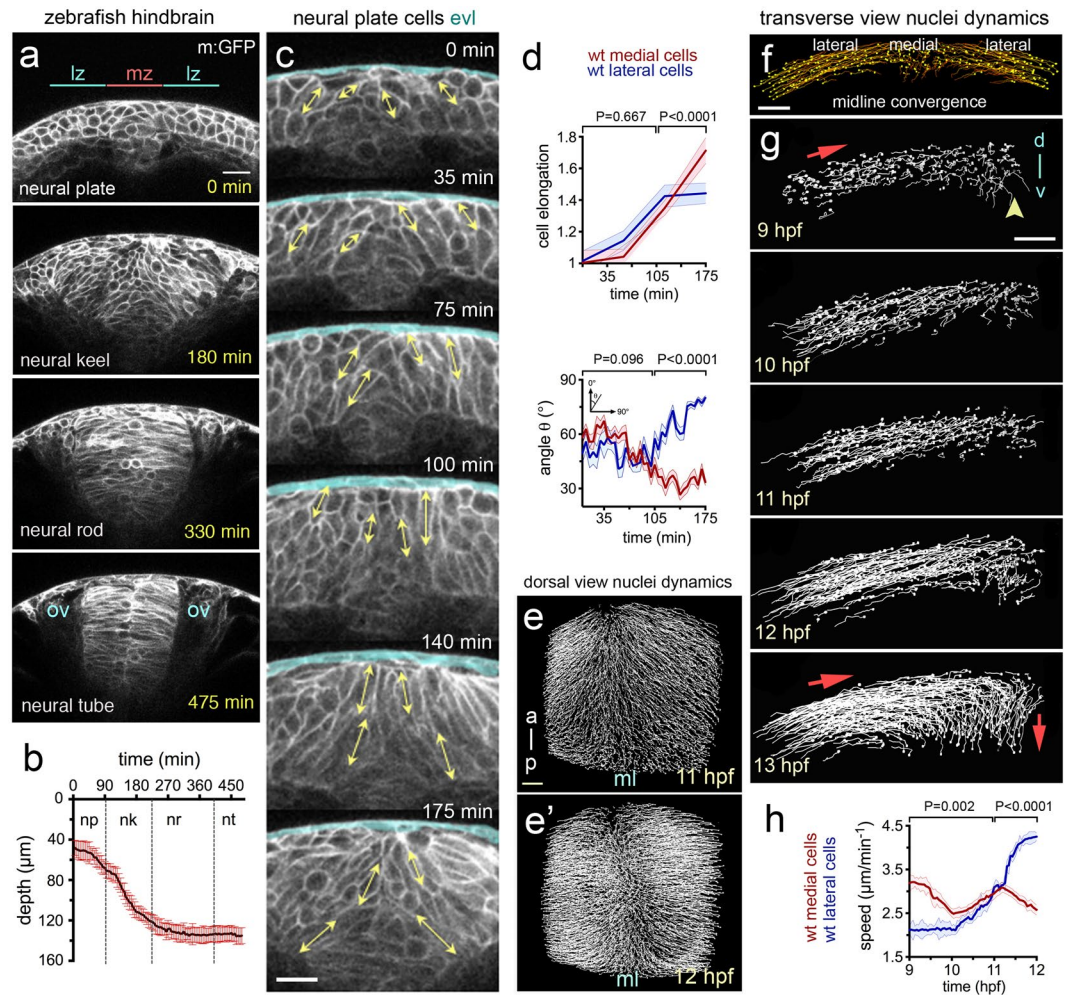 zebrafish hindbrain
a
m:GFP
lz mz lz
neural plate
0 min
neural keel
180 min
neural rod
330 min
ov ov
neural tube
475 min
b
time (min)
0 90 180 270 360 450
np nk nr nt
0
40
80
120
160
depth (µm)
neural plate cells evl
c
0 min
35 min
75 min
100 min
140 min
175 min
d
wt medial cells
wt lateral cells
P=0.667 P<0.0001
1.8
1.6
1.4
1.2
1
cell elongation
35 105 175
time (min)
P=0.096 P<0.0001
90
60
30
angle θ (°)
0°
θ
90°
35 105 175
time (min)
dorsal view nuclei dynamics
e
a
p
ml
11 hpf
e'
ml
12 hpf
transverse view nuclei dynamics
f
lateral medial lateral
midline convergence
g
d
v
9 hpf
10 hpf
11 hpf
12 hpf
13 hpf
h
wt medial cells
wt lateral cells
P=0.002 P<0.0001
4.5
3.5
2.5
1.5
speed (µm/min⁻¹)
9 10 11 12
time (hpf)